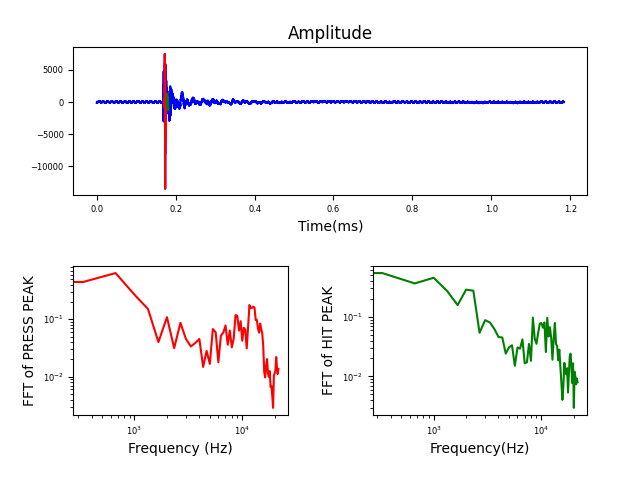 Amplitude
5000
0
−5000
−10000
0.0 0.2 0.4 0.6 0.8 1.0 1.2
Time(ms)
FFT of PRESS PEAK
10⁻¹
10⁻²
10³ 10⁴
Frequency (Hz)
FFT of HIT PEAK
10⁻¹
10⁻²
10³ 10⁴
Frequency(Hz)